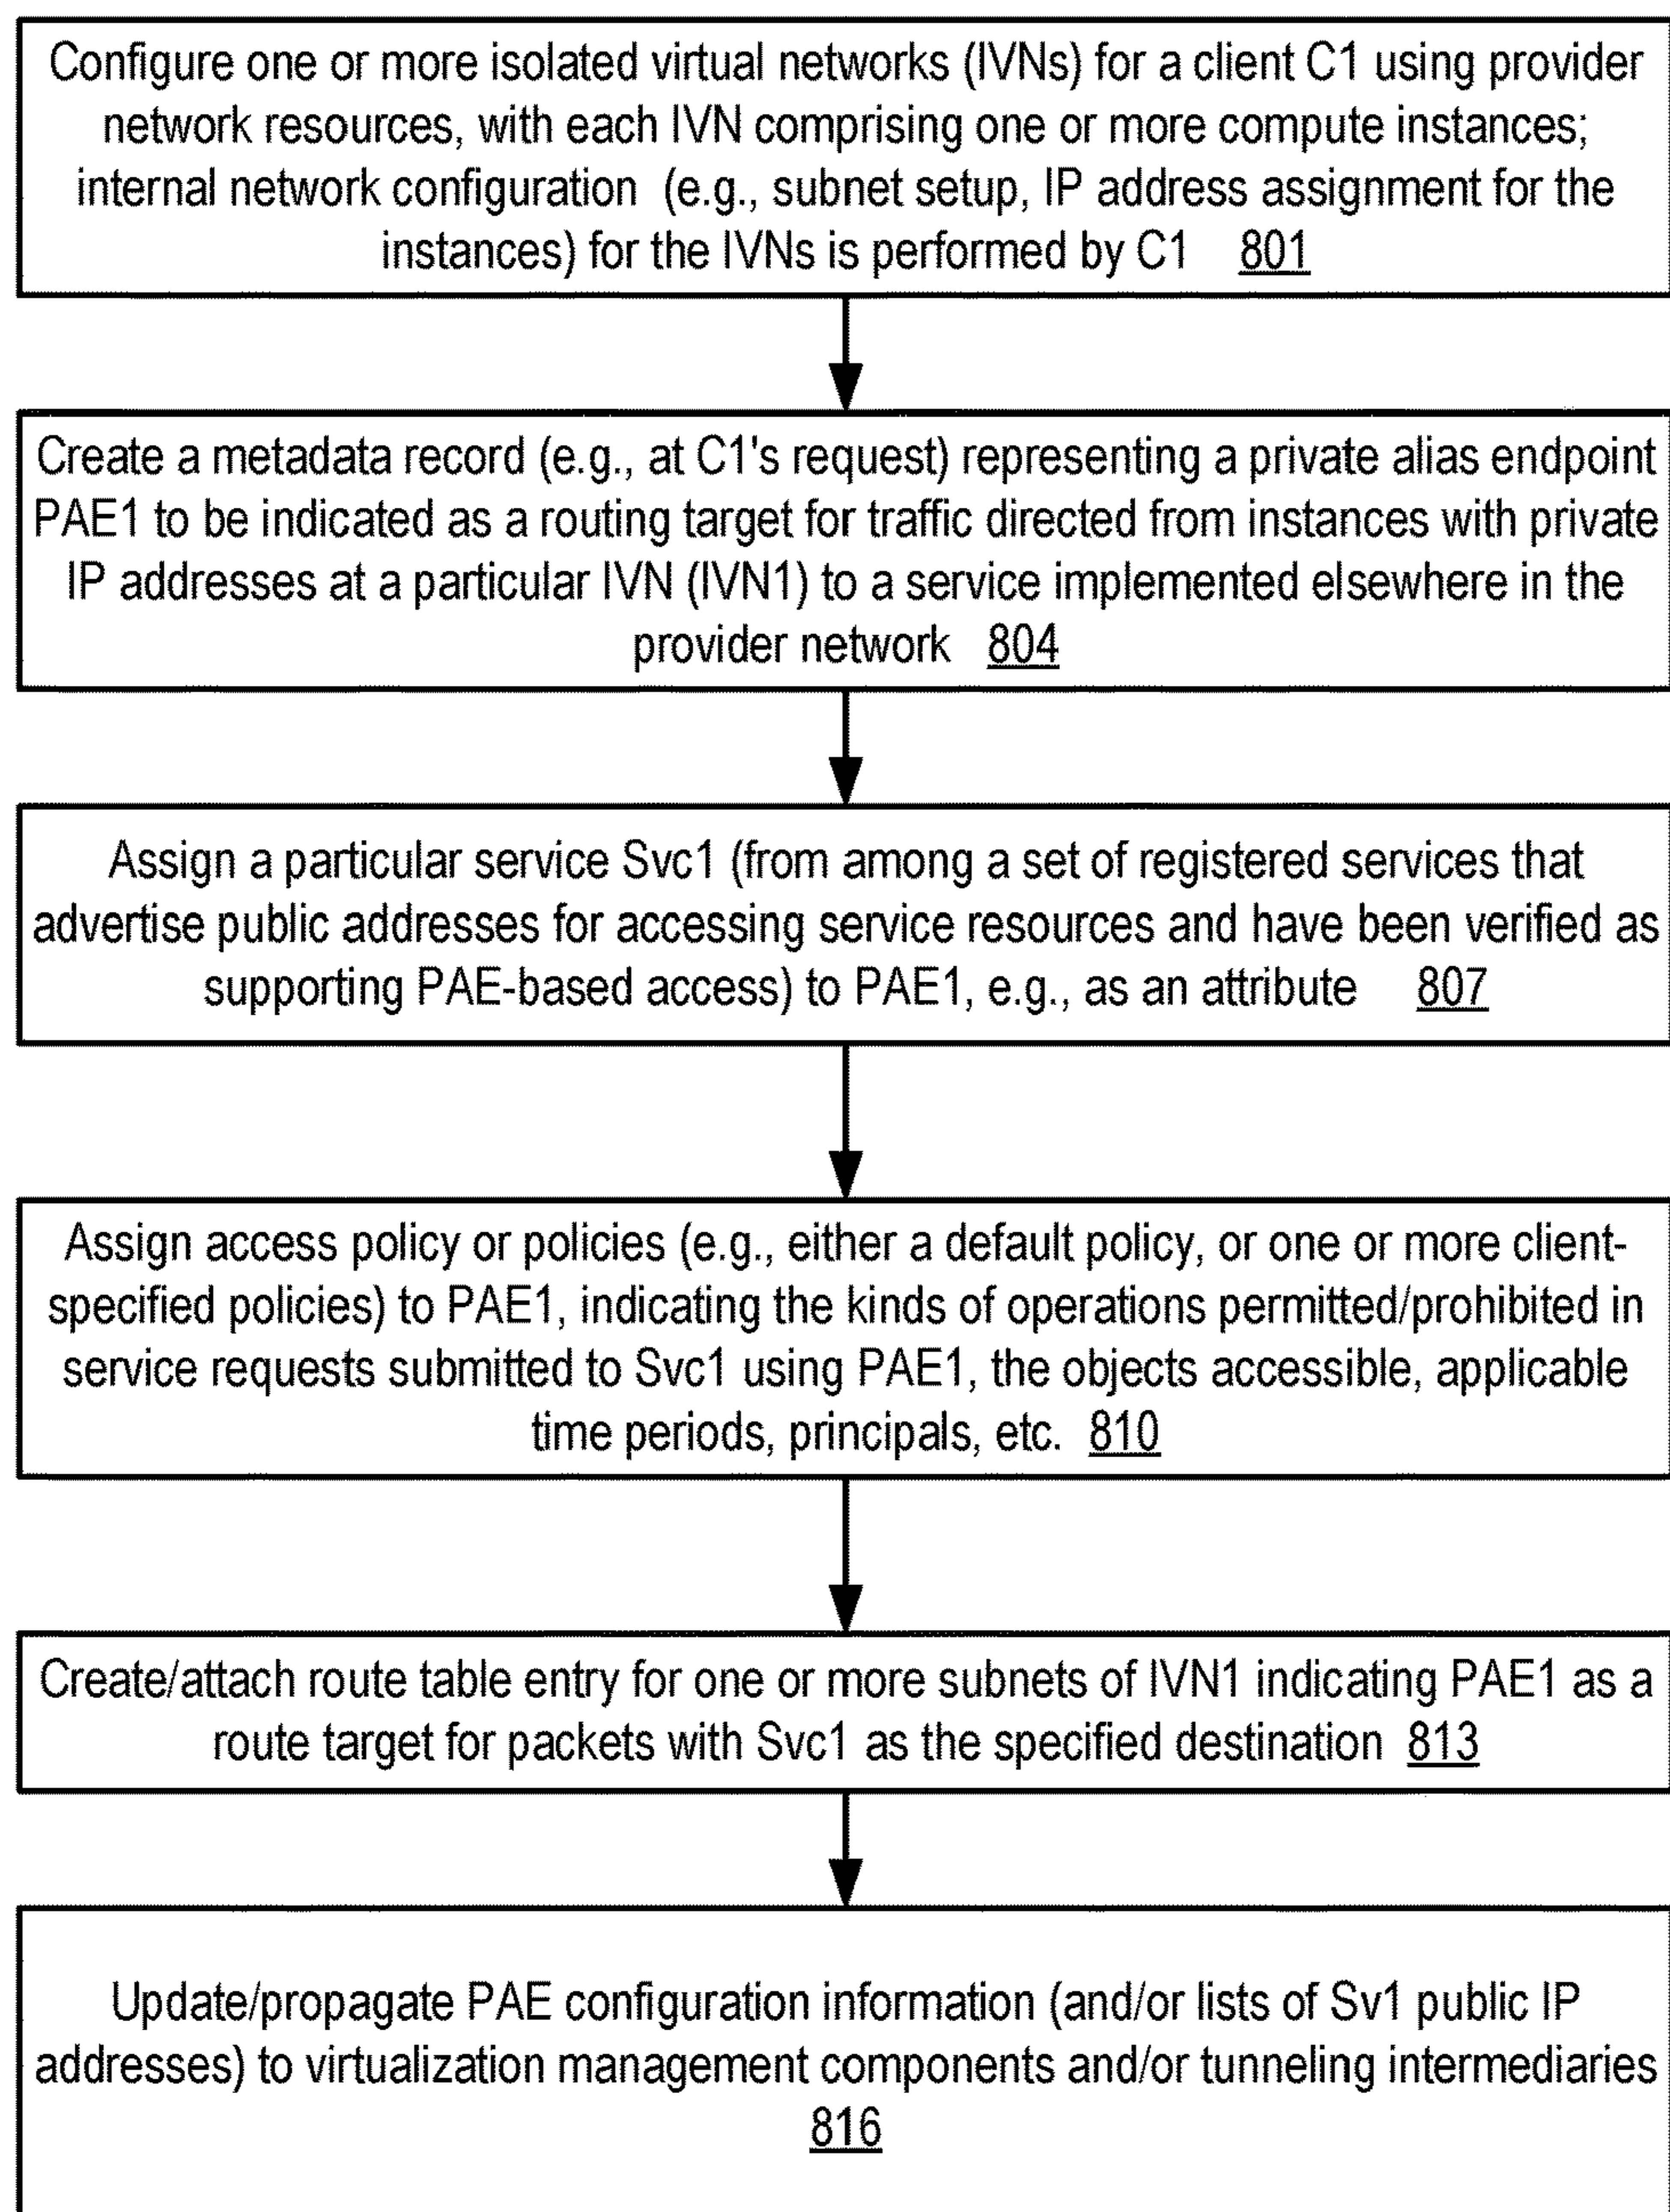 Configure one or more isolated virtual networks (IVNs) for a client C1 using provider
network resources, with each IVN comprising one or more compute instances;
internal network configuration (e.g., subnet setup, IP address assignment for the
instances) for the IVNs is performed by C1 801
Create a metadata record (e.g., at C1's request) representing a private alias endpoint
PAE1 to be indicated as a routing target for traffic directed from instances with private
IP addresses at a particular IVN (IVN1) to a service implemented elsewhere in the
provider network 804
Assign a particular service Svc1 (from among a set of registered services that
advertise public addresses for accessing service resources and have been verified as
supporting PAE-based access) to PAE1, e.g., as an attribute 807
Assign access policy or policies (e.g., either a default policy, or one or more client-
specified policies) to PAE1, indicating the kinds of operations permitted/prohibited in
service requests submitted to Svc1 using PAE1, the objects accessible, applicable
time periods, principals, etc. 810
Create/attach route table entry for one or more subnets of IVN1 indicating PAE1 as a
route target for packets with Svc1 as the specified destination 813
Update/propagate PAE configuration information (and/or lists of Sv1 public IP
addresses) to virtualization management components and/or tunneling intermediaries
816